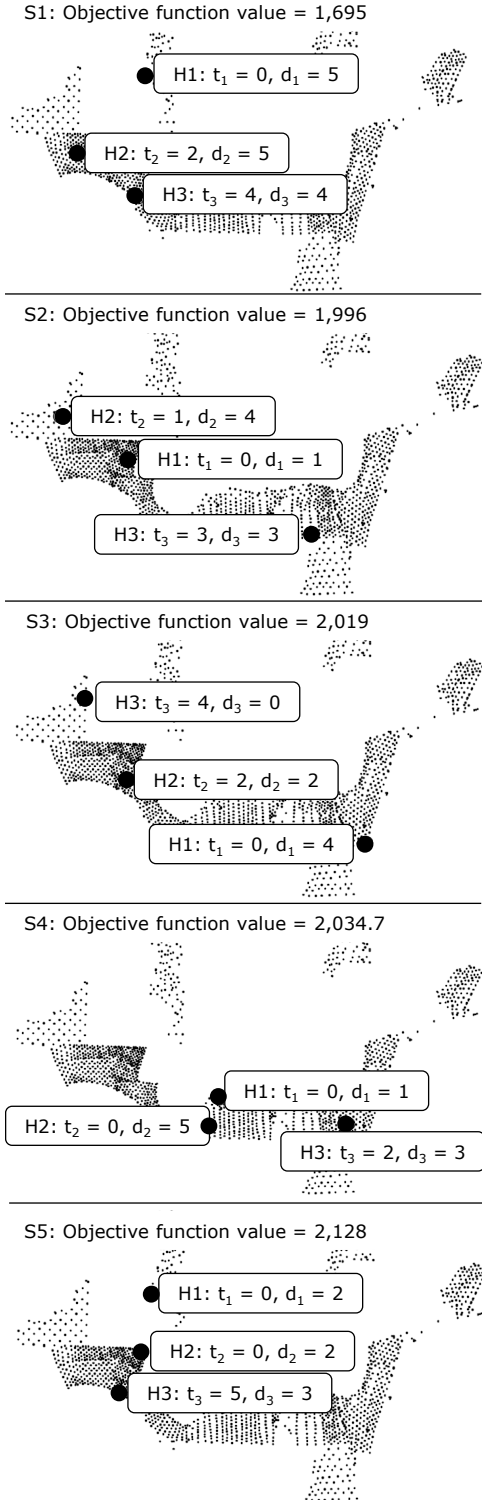 S1: Objective function value = 1,695
H1: t₁ = 0, d₁ = 5
H2: t₂ = 2, d₂ = 5
H3: t₃ = 4, d₃ = 4
S2: Objective function value = 1,996
H2: t₂ = 1, d₂ = 4
H1: t₁ = 0, d₁ = 1
H3: t₃ = 3, d₃ = 3
S3: Objective function value = 2,019
H3: t₃ = 4, d₃ = 0
H2: t₂ = 2, d₂ = 2
H1: t₁ = 0, d₁ = 4
S4: Objective function value = 2,034.7
H1: t₁ = 0, d₁ = 1
H2: t₂ = 0, d₂ = 5
H3: t₃ = 2, d₃ = 3
S5: Objective function value = 2,128
H1: t₁ = 0, d₁ = 2
H2: t₂ = 0, d₂ = 2
H3: t₃ = 5, d₃ = 3